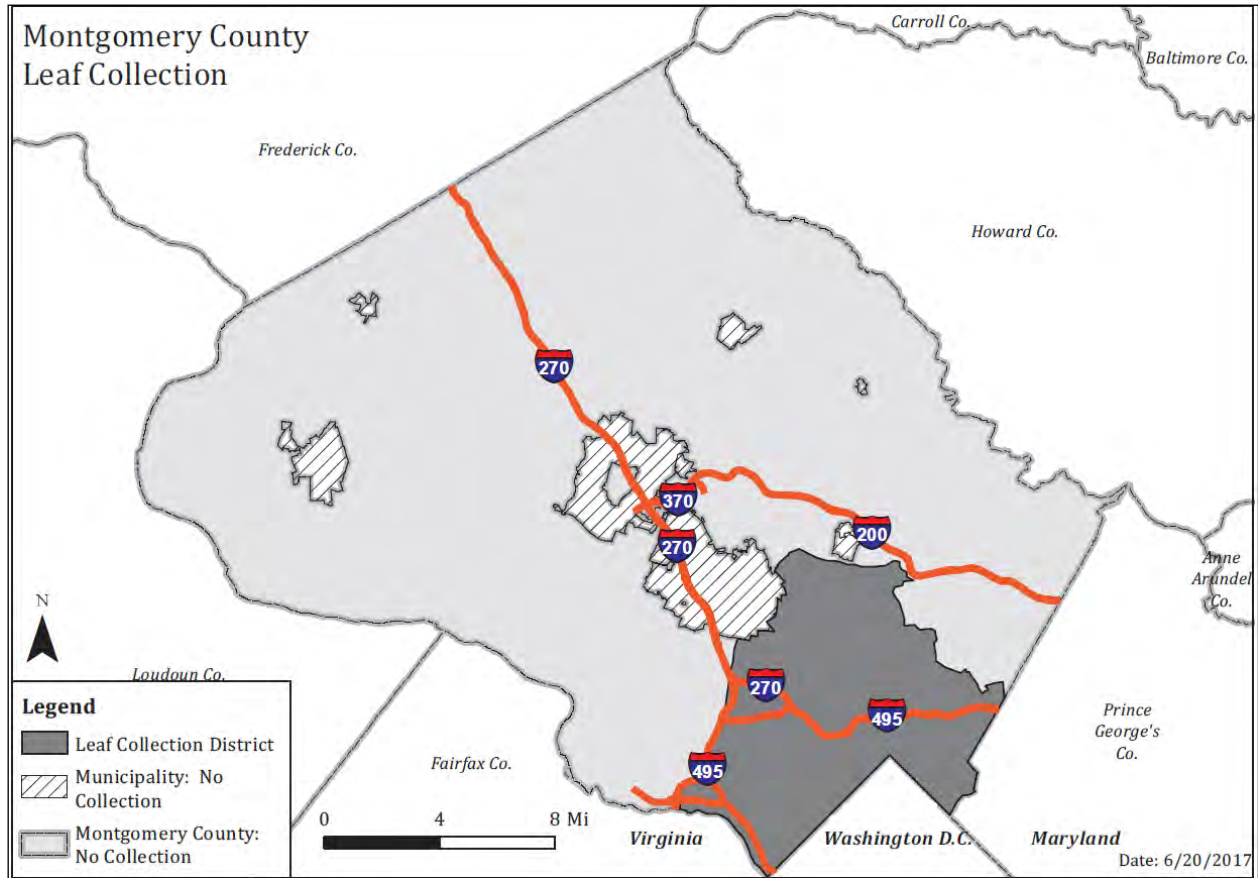 Montgomery County
Leaf Collection
Carroll Co.
Baltimore Co.
Frederick Co.
Howard Co.
270
370
270
200
Anne
Arundel
Co.
N
Loudoun Co.
270
495
Prince
George's
Co.
Fairfax Co.
495
Legend
Leaf Collection District
Municipality: No
Collection
Montgomery County:
No Collection
0 4 8 Mi
Virginia
Washington D.C.
Maryland
Date: 6/20/2017